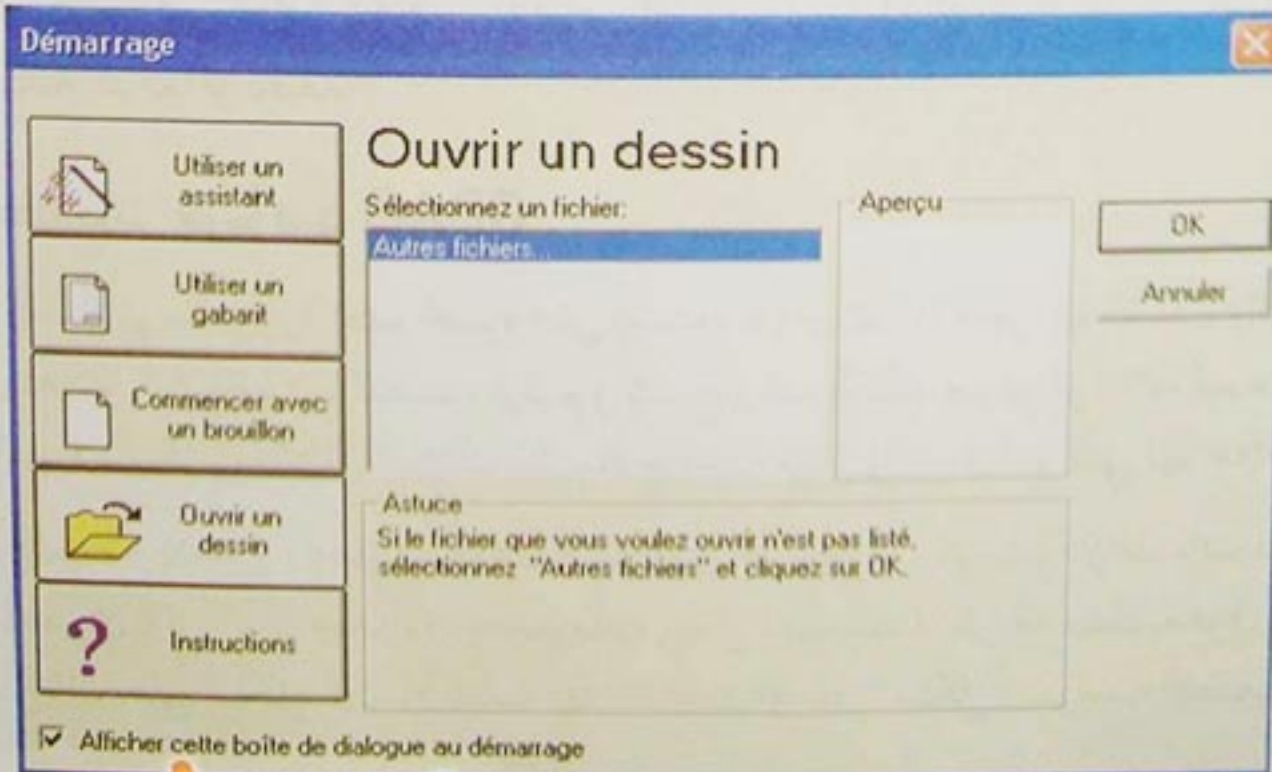 Démarrage
Utiliser un
assistant
Utiliser un
gabarit
Commencer avec
un brouillon
Ouvrir un
dessin
Instructions
Ouvrir un dessin
Sélectionnez un fichier:
Autres fichiers...
Aperçu
OK
Annuler
Astuce
Si le fichier que vous voulez ouvrir n'est pas listé,
sélectionnez "Autres fichiers" et cliquez sur OK.
Afficher cette boîte de dialogue au démarrage